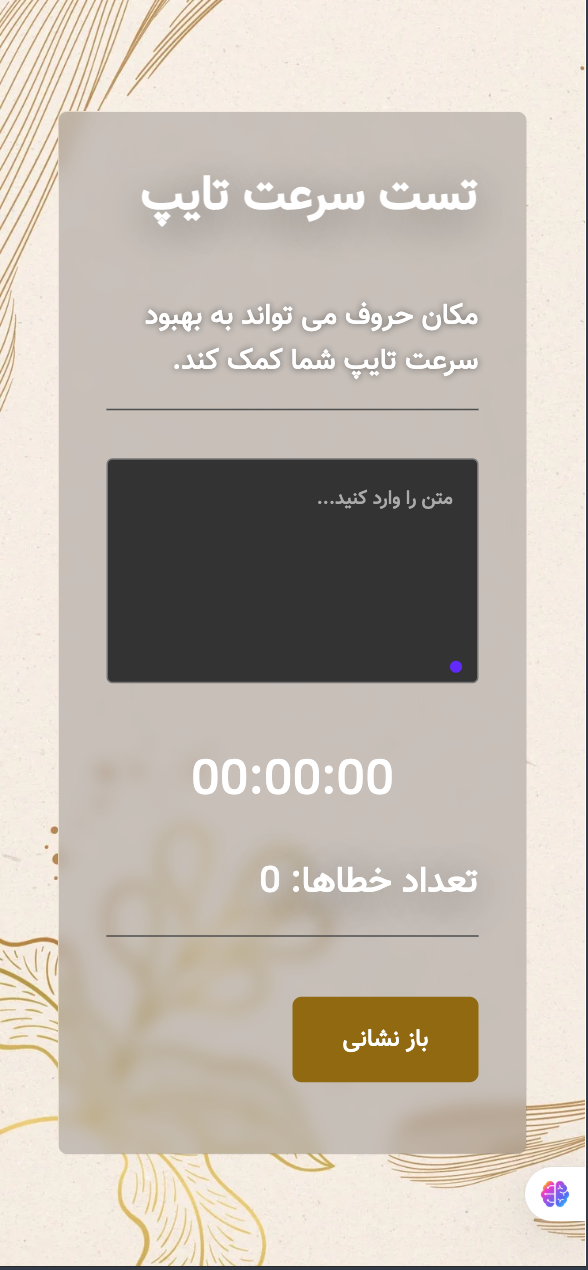 تست سرعت تایپ
مکان حروف می تواند به بهبود
سرعت تایپ شما کمک کند.
متن را وارد کنید...
00:00:00
تعداد خطاها: 0
باز نشانی